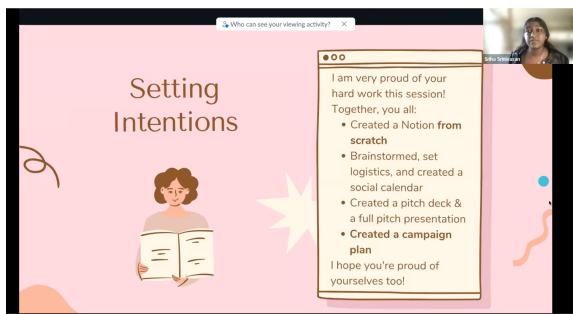 Who can see your viewing activity?
Setting
Intentions
I am very proud of your
hard work this session!
Together, you all:
• Created a Notion from
scratch
• Brainstormed, set
logistics, and created a
social calendar
• Created a pitch deck &
a full pitch presentation
• Created a campaign
plan
I hope you're proud of
yourselves too!